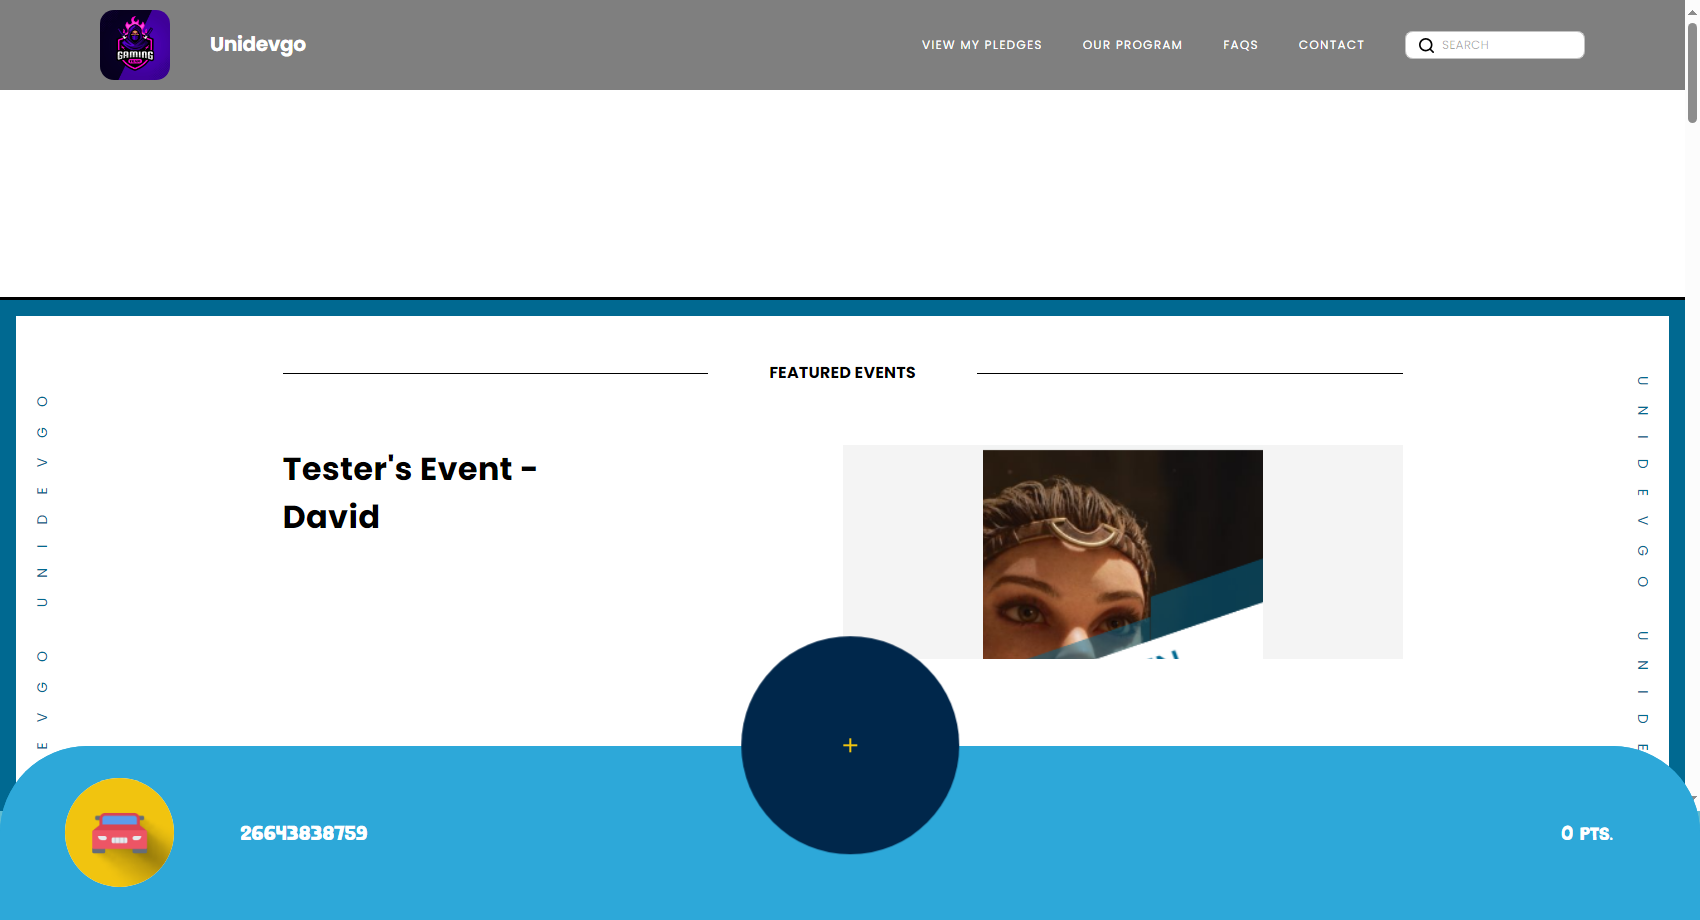 GAMING
Unidevgo
VIEW MY PLEDGES
OUR PROGRAM
FAQS
CONTACT
SEARCH
FEATURED EVENTS
Tester's Event -
David
UNIDEVGO
EVGO
UNIDEVGO
UNIDE
+
26643838759
0 PTS.